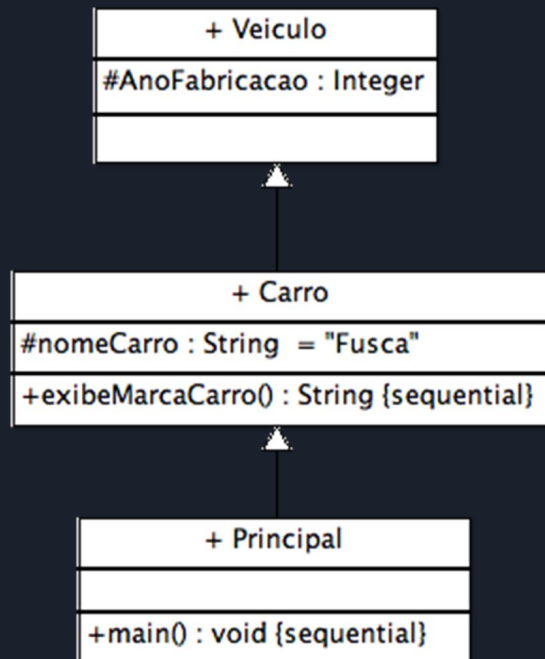 + Veiculo
#AnoFabricacao : Integer
+ Carro
#nomeCarro : String = "Fusca"
+exibeMarcaCarro() : String {sequential}
+ Principal
+main() : void {sequential}